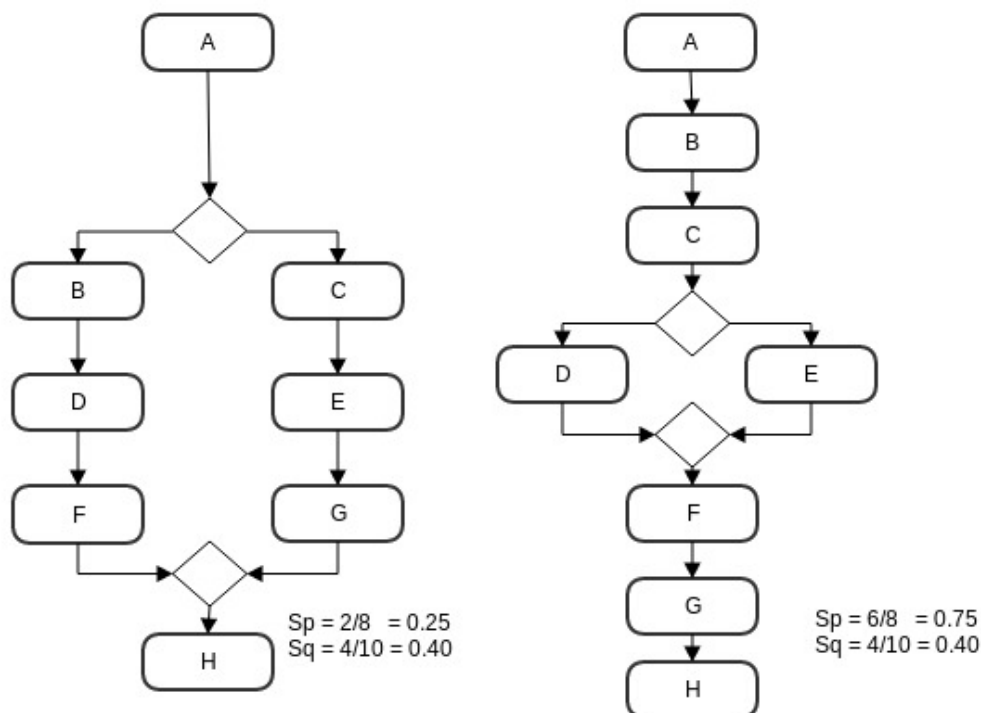 A
B
C
D
E
F
G
H
Sp = 2/8   = 0.25
Sq = 4/10 = 0.40
A
B
C
D
E
F
G
H
Sp = 6/8   = 0.75
Sq = 4/10 = 0.40